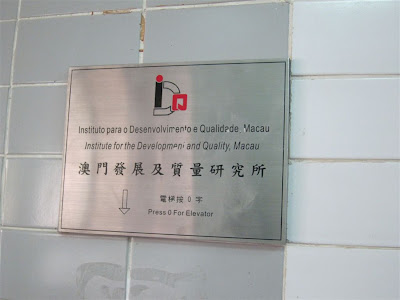 iDQ
Instituto para o Desenvolvimento e Qualidade, Macau
Institute for the Development and Quality, Macau
澳門發展及質量研究所
電梯按 0 字
Press 0 For Elevator